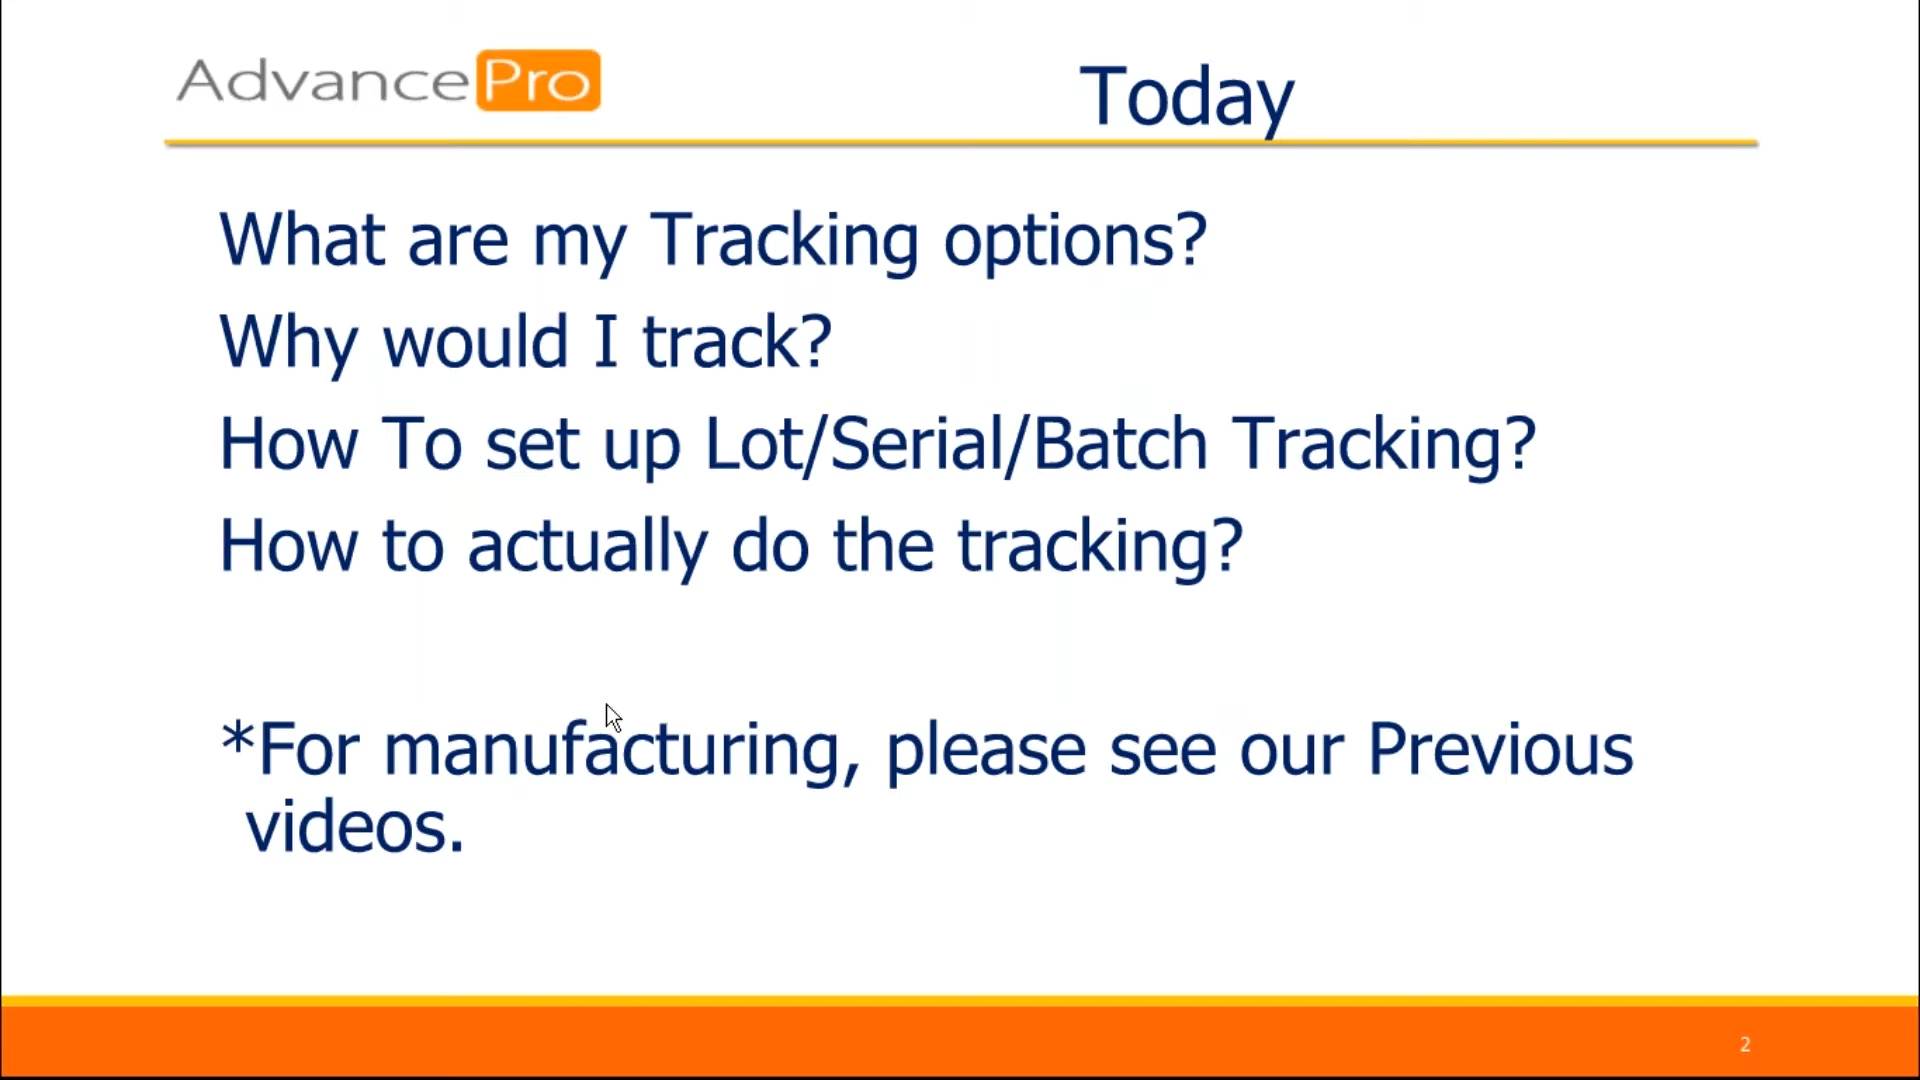 AdvancePro
Today
What are my Tracking options?
Why would I track?
How To set up Lot/Serial/Batch Tracking?
How to actually do the tracking?
*For manufacturing, please see our Previous
videos.
2